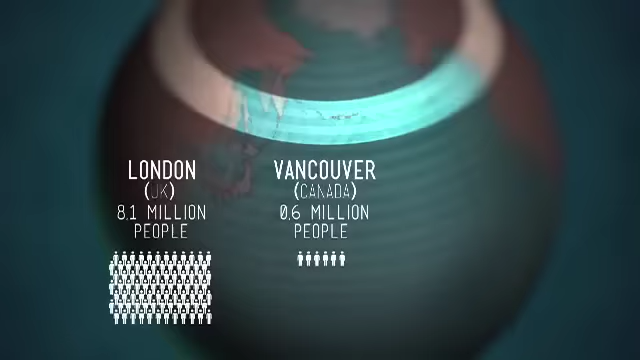 LONDON
(UK)
8.1 MILLION
PEOPLE
VANCOUVER
(CANADA)
0.6 MILLION
PEOPLE